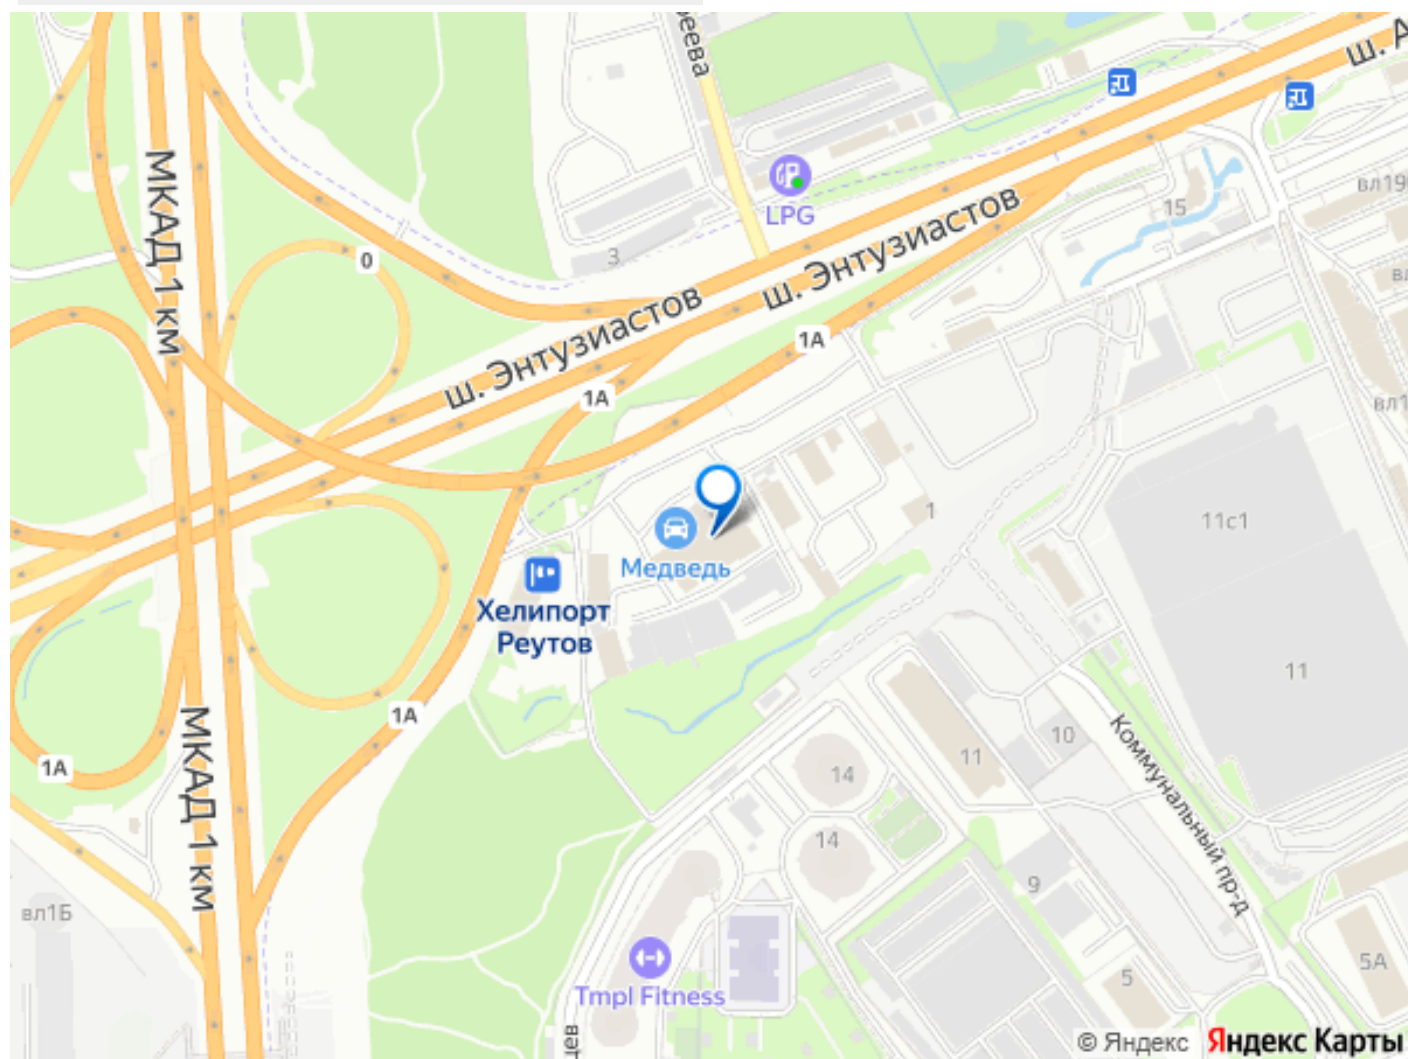 ш. А
МКАД 1 км
LPG
вл19
15
3
0
ш. Энтузиастов
ш. Энтузиастов
1А
1А
вл1
Медведь
1
11с1
Хелипорт
Реутов
11
1А
МКАД 1 км
1А
14
11
10
Коммунальный пр-д
14
9
вл1Б
Tmpl Fitness
5
5А
© Яндекс
Яндекс Карты